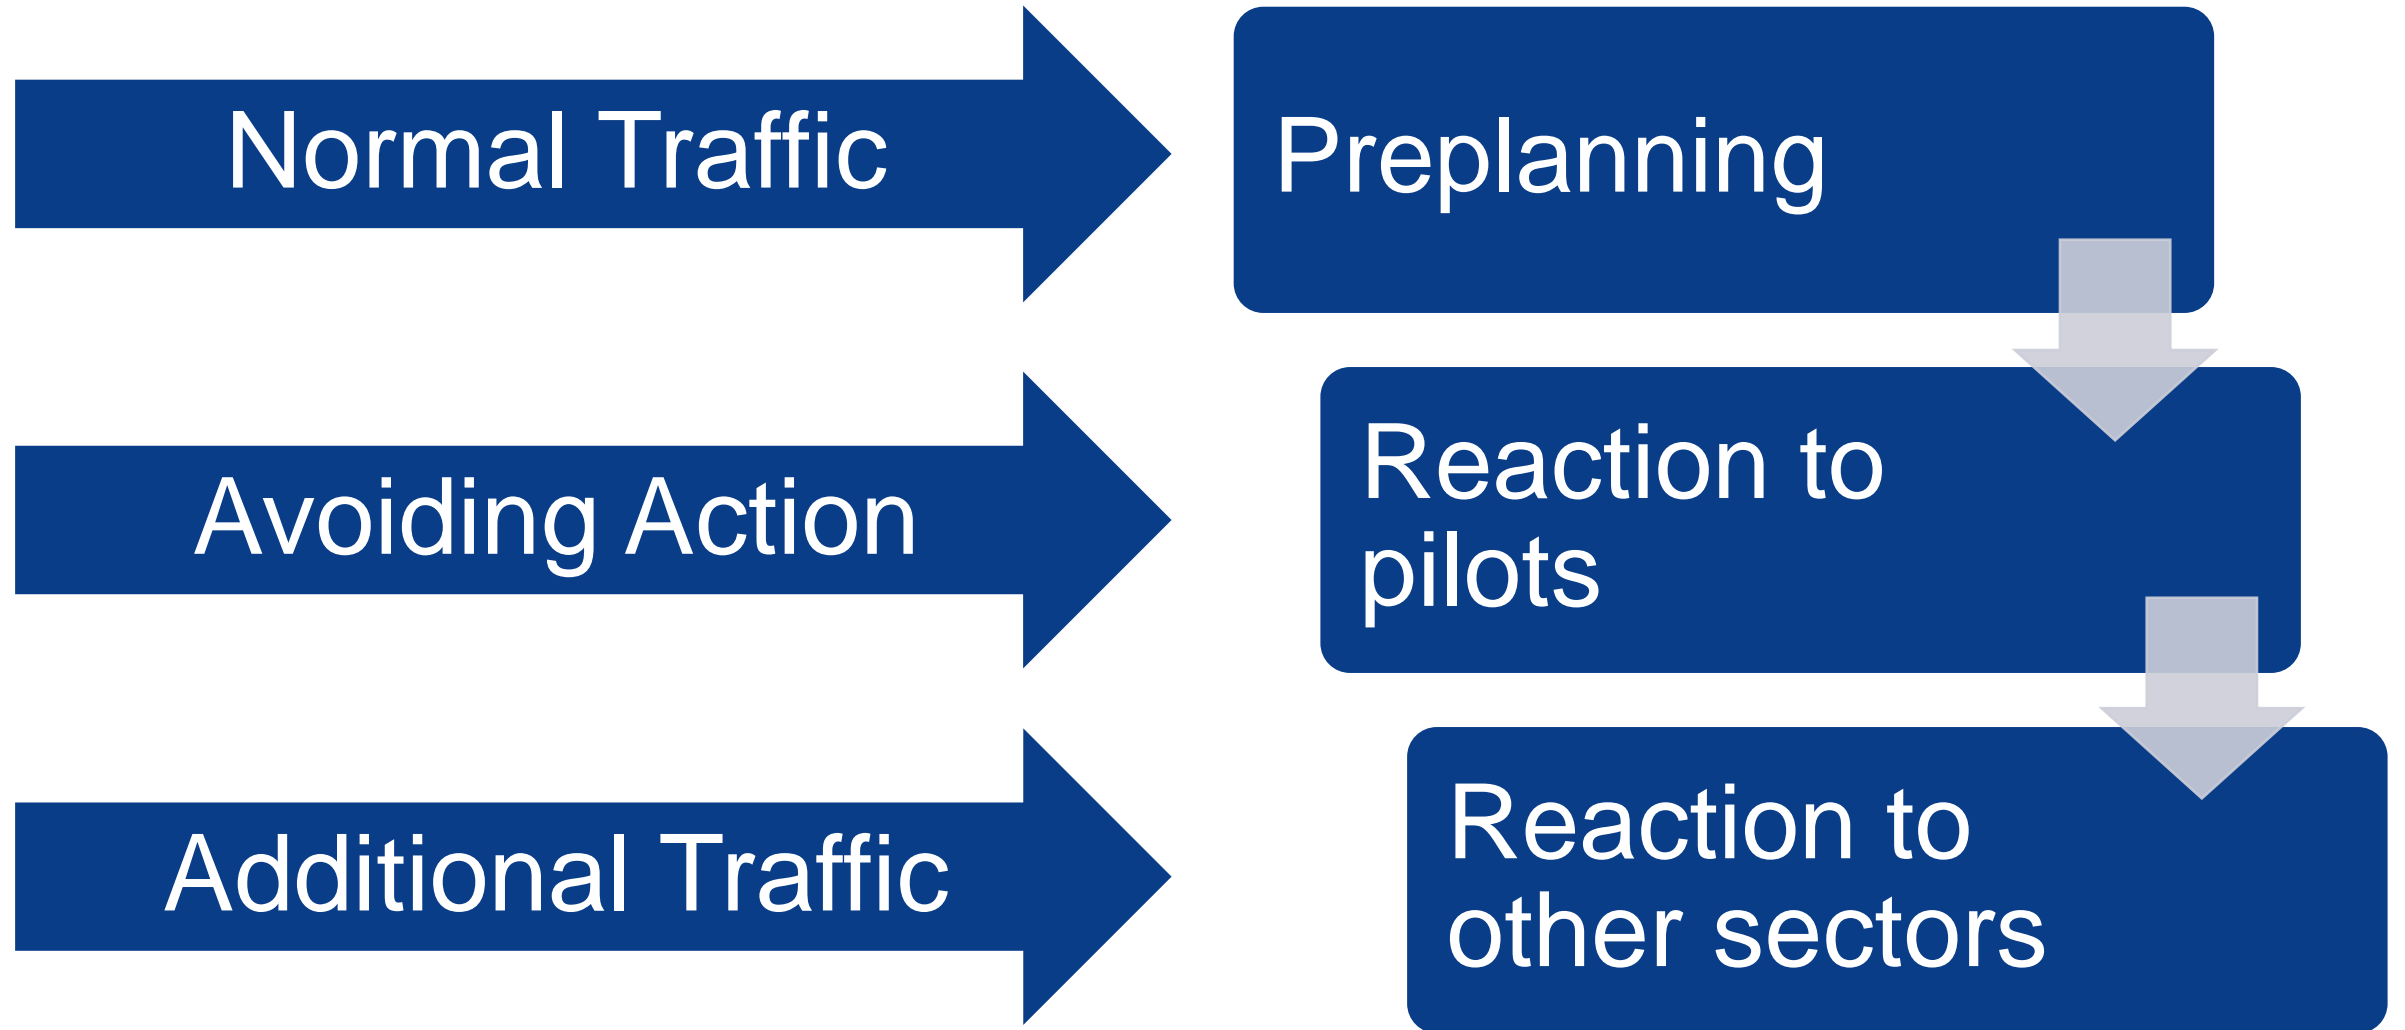 Normal Traffic
Preplanning
Avoiding Action
Reaction to
pilots
Additional Traffic
Reaction to
other sectors